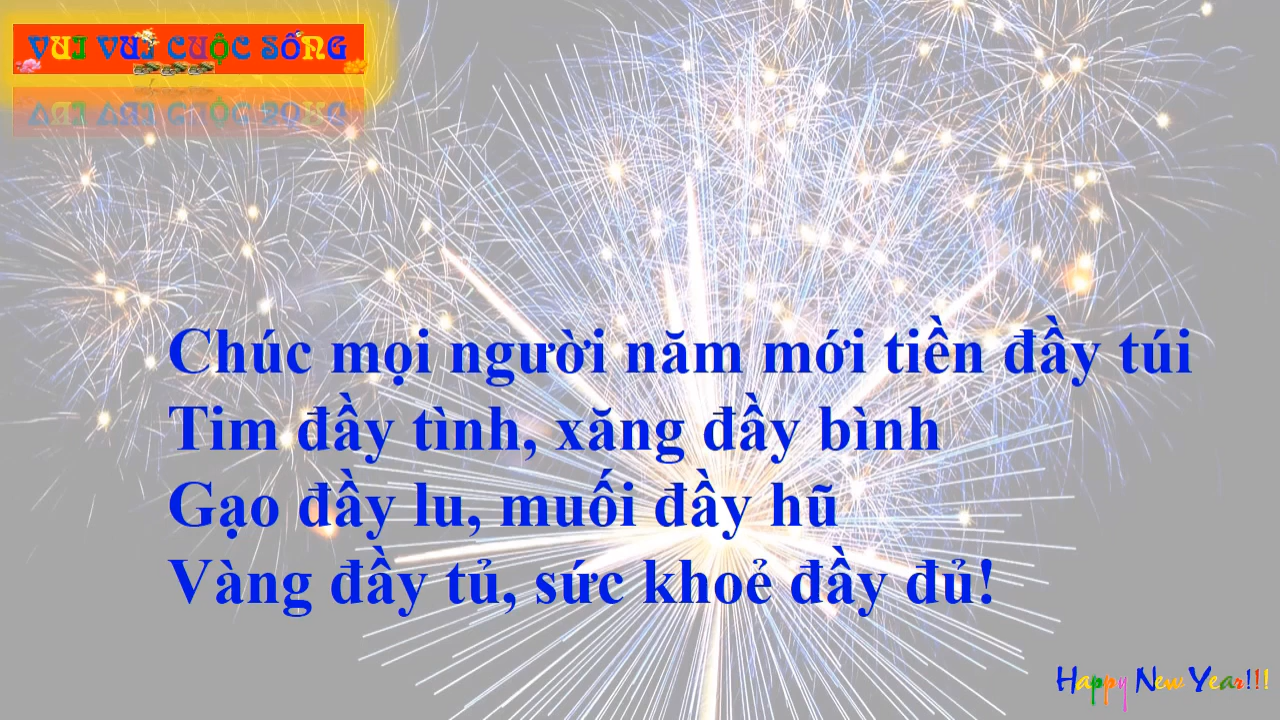 VUI VUI CUỘC SỐNG
Chúc mọi người năm mới tiền đầy túi
Tim đầy tình, xăng đầy bình
Gạo đầy lu, muối đầy hũ
Vàng đầy tủ, sức khoẻ đầy đủ!
Happy New Year!!!